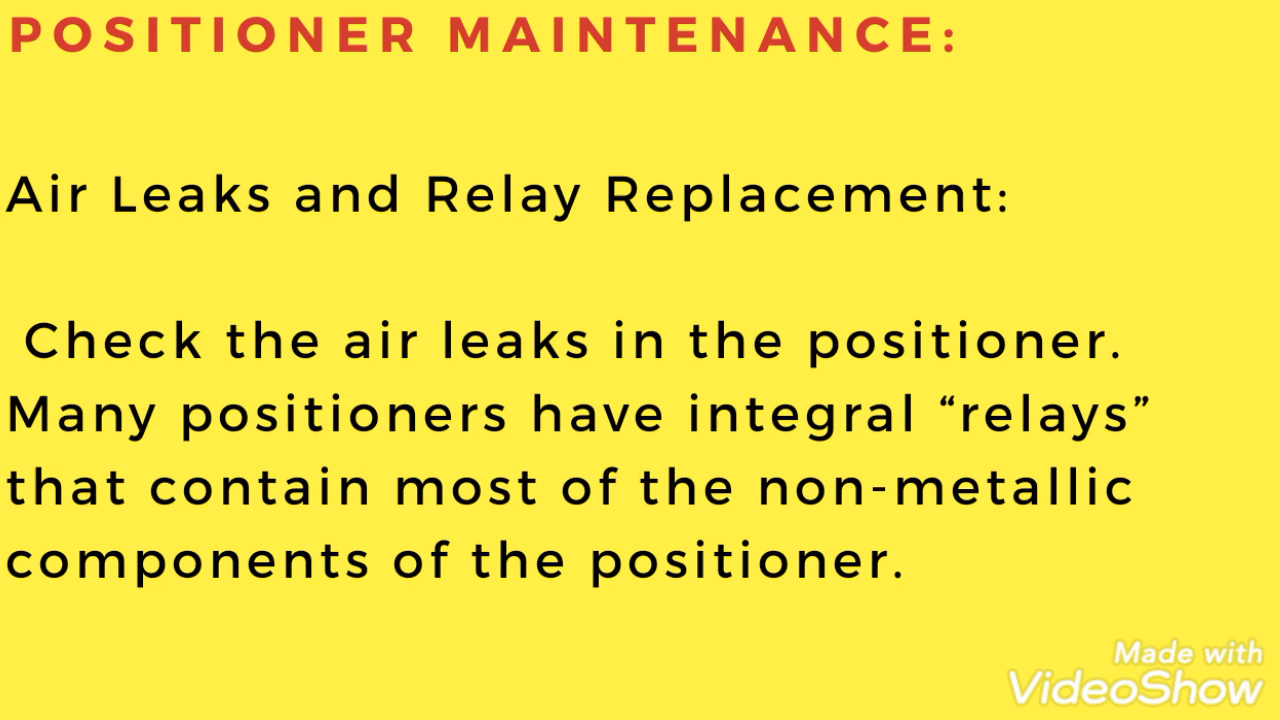 POSITIONER MAINTENANCE:
Air Leaks and Relay Replacement:
Check the air leaks in the positioner.
Many positioners have integral “relays”
that contain most of the non-metallic
components of the positioner.
Made with
VideoShow